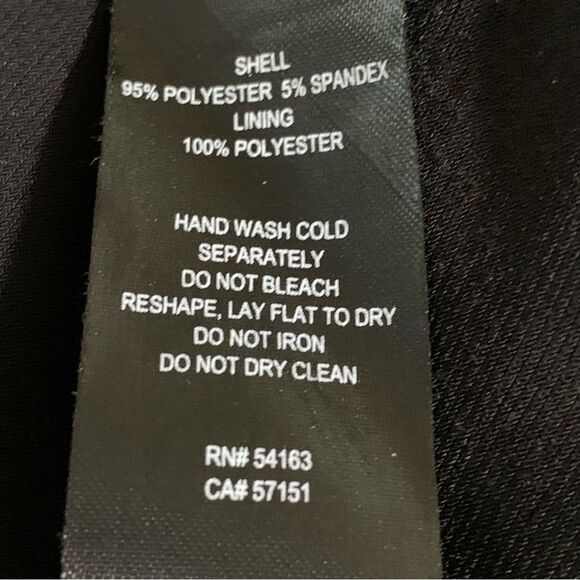 SHELL
95% POLYESTER 5% SPANDEX
LINING
100% POLYESTER
HAND WASH COLD
SEPARATELY
DO NOT BLEACH
RESHAPE, LAY FLAT TO DRY
DO NOT IRON
DO NOT DRY CLEAN
RN# 54163
CA# 57151